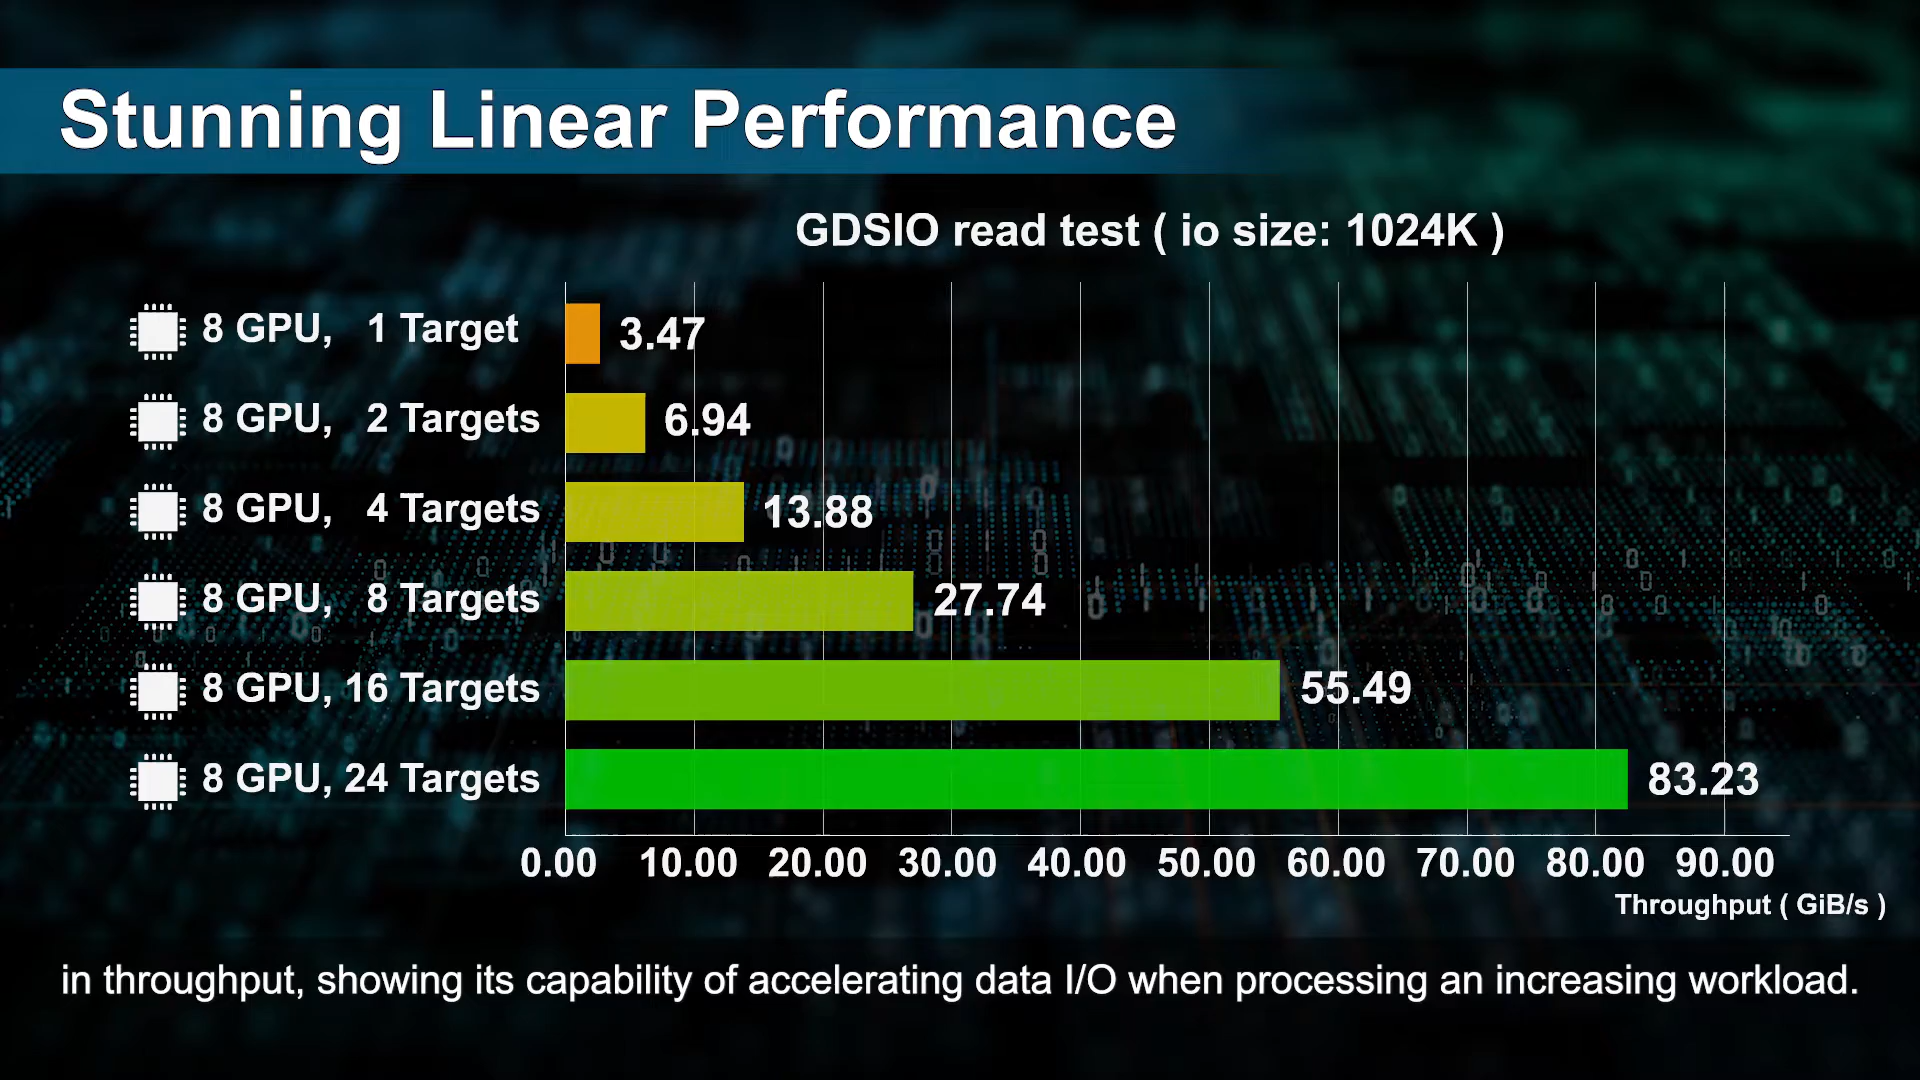 Stunning Linear Performance
GDSIO read test ( io size: 1024K )
8 GPU, 1 Target 3.47
8 GPU, 2 Targets 6.94
8 GPU, 4 Targets 13.88
8 GPU, 8 Targets 27.74
8 GPU, 16 Targets 55.49
8 GPU, 24 Targets 83.23
0.00 10.00 20.00 30.00 40.00 50.00 60.00 70.00 80.00 90.00
Throughput ( GiB/s )
in throughput, showing its capability of accelerating data I/O when processing an increasing workload.